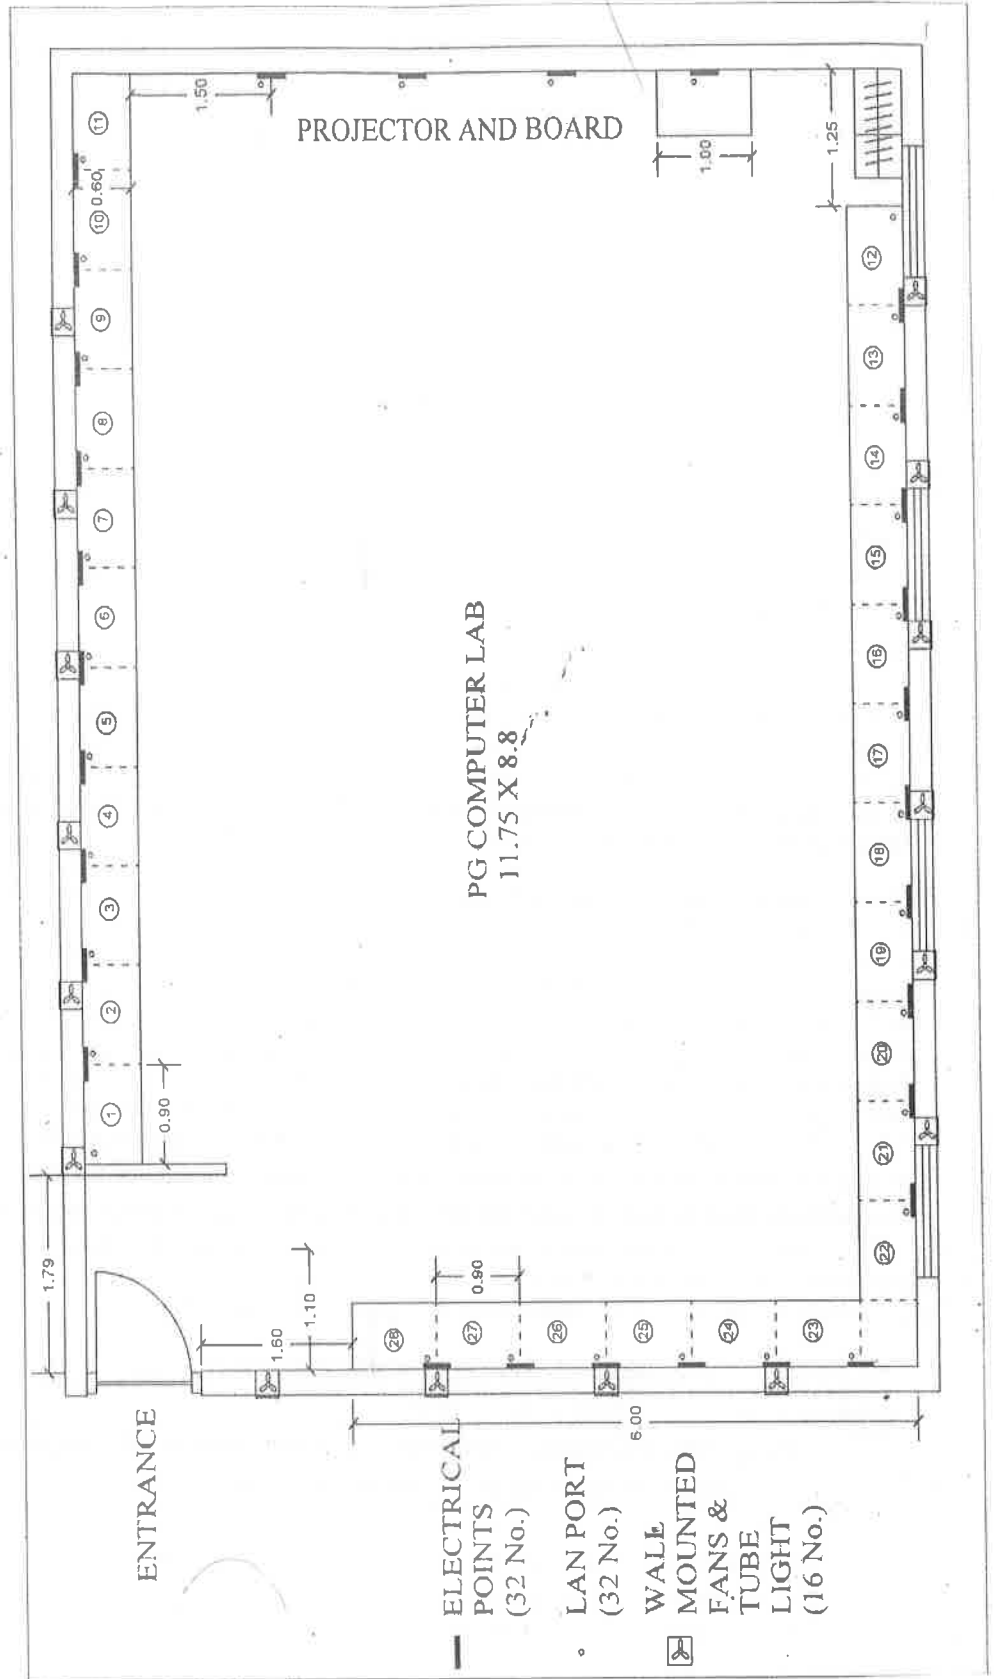 PROJECTOR AND BOARD
PG COMPUTER LAB
11.75 X 8.8
ENTRANCE
ELECTRICAL
POINTS
(32 No.)
LAN PORT
(32 No.)
WALL
MOUNTED
FANS &
TUBE
LIGHT
(16 No.)
1
2
3
4
5
6
7
8
9
10
11
12
13
14
15
16
17
18
19
20
21
22
23
24
25
26
27
28
1.50
0.60
1.00
1.25
0.90
1.79
1.60
1.10
0.90
6.00